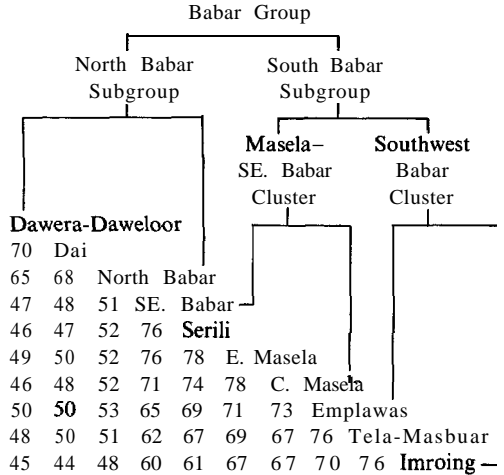 Babar Group
North Babar South Babar
Subgroup Subgroup
Masela– Southwest
SE. Babar Babar
Cluster Cluster
Dawera-Daweloor
70 Dai
65 68 North Babar
47 48 51 SE. Babar
46 47 52 76 Serili
49 50 52 76 78 E. Masela
46 48 52 71 74 78 C. Masela
50 50 53 65 69 71 73 Emplawas
48 50 51 62 67 69 67 76 Tela-Masbuar
45 44 48 60 61 67 67 70 76 Imroing